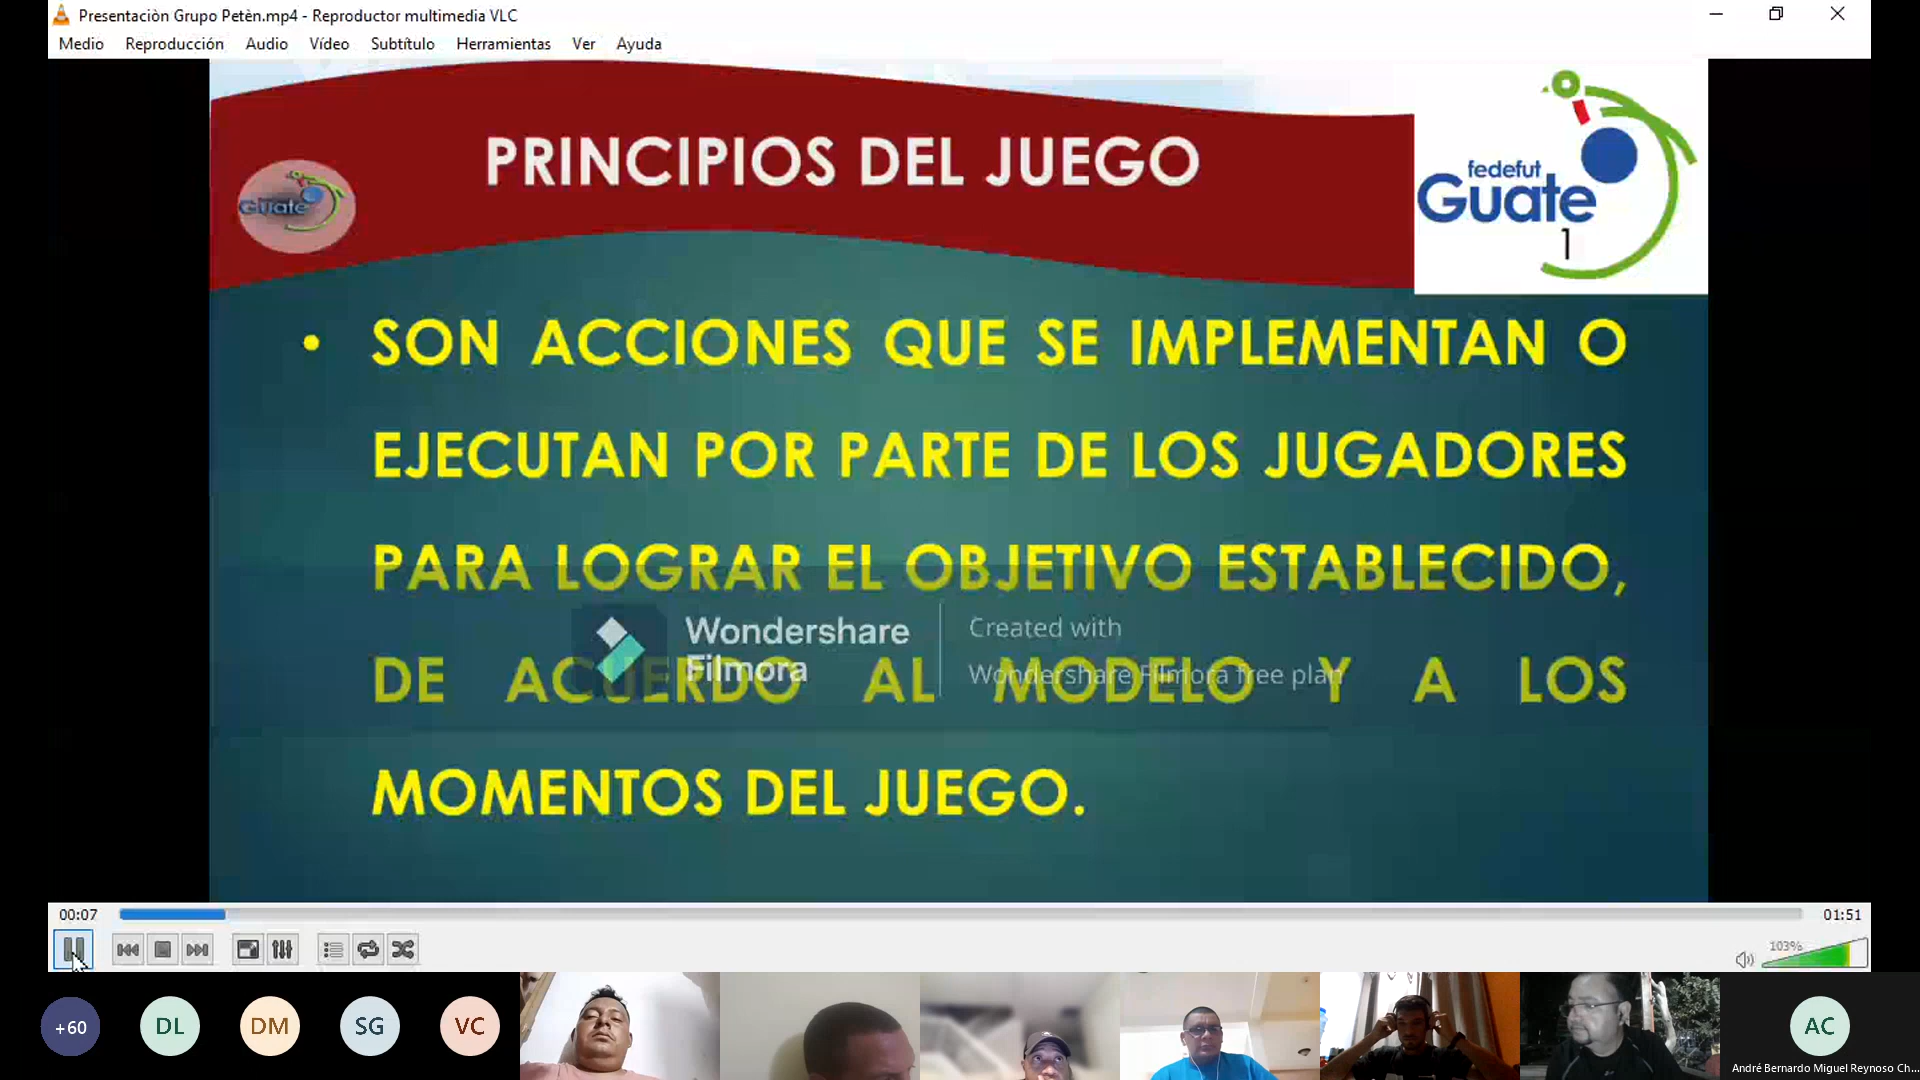 Presentaciòn Grupo Petèn.mp4 - Reproductor multimedia VLC
Medio Reproducción Audio Vídeo Subtítulo Herramientas Ver Ayuda
PRINCIPIOS DEL JUEGO
Guate
fedefut
Guate
1
• SON ACCIONES QUE SE IMPLEMENTAN O
EJECUTAN POR PARTE DE LOS JUGADORES
PARA LOGRAR EL OBJETIVO ESTABLECIDO,
DE ACUERDO AL MODELO Y A LOS
MOMENTOS DEL JUEGO.
Wondershare
Filmora
Created with
Wondershare Filmora free plan
00:07
01:51
103%
+60
DL
DM
SG
VC
AC
André Bernardo Miguel Reynoso Ch...